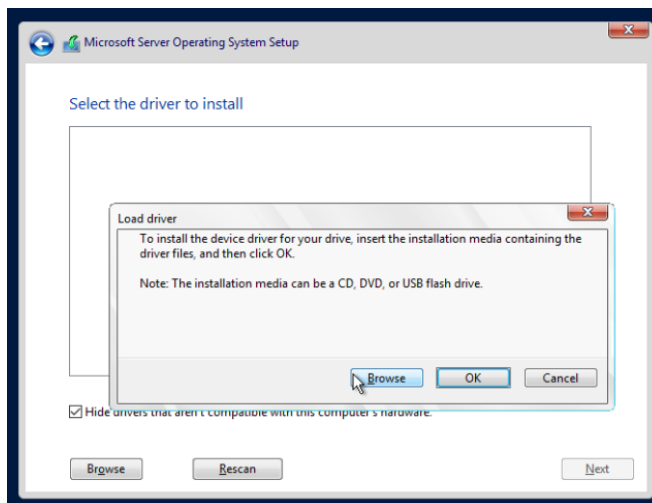 Microsoft Server Operating System Setup
Select the driver to install
Load driver
To install the device driver for your drive, insert the installation media containing the
driver files, and then click OK.
Note: The installation media can be a CD, DVD, or USB flash drive.
Browse OK Cancel
Hide drivers that aren't compatible with this computer's hardware.
Browse Rescan Next